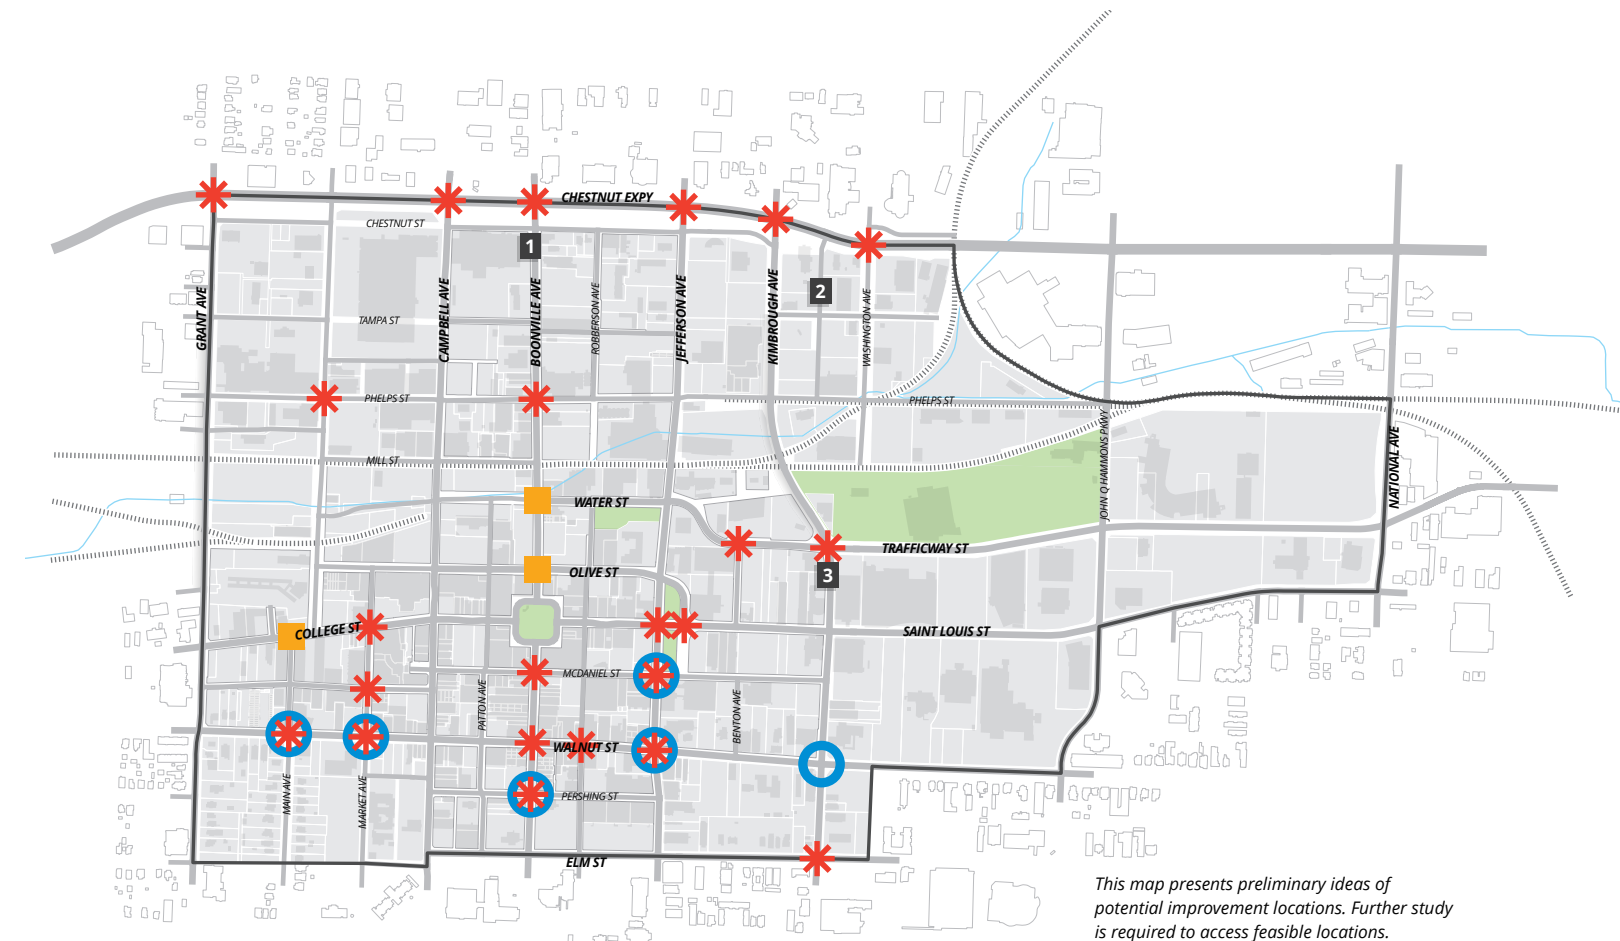 CHESTNUT EXPY
CHESTNUT ST
1
2
GRANT AVE
CAMPBELL AVE
BOONVILLE AVE
ROBBERSON AVE
JEFFERSON AVE
KIMBROUGH AVE
WASHINGTON AVE
TAMPA ST
PHELPS ST
PHELPS ST
JOHN Q HAMMONS PKWY
NATIONAL AVE
MILL ST
WATER ST
TRAFFICWAY ST
OLIVE ST
3
COLLEGE ST
SAINT LOUIS ST
MCDANIEL ST
PATTON AVE
BENTON AVE
WALNUT ST
MAIN AVE
MARKET AVE
PERSHING ST
ELM ST
This map presents preliminary ideas of
potential improvement locations. Further study
is required to access feasible locations.